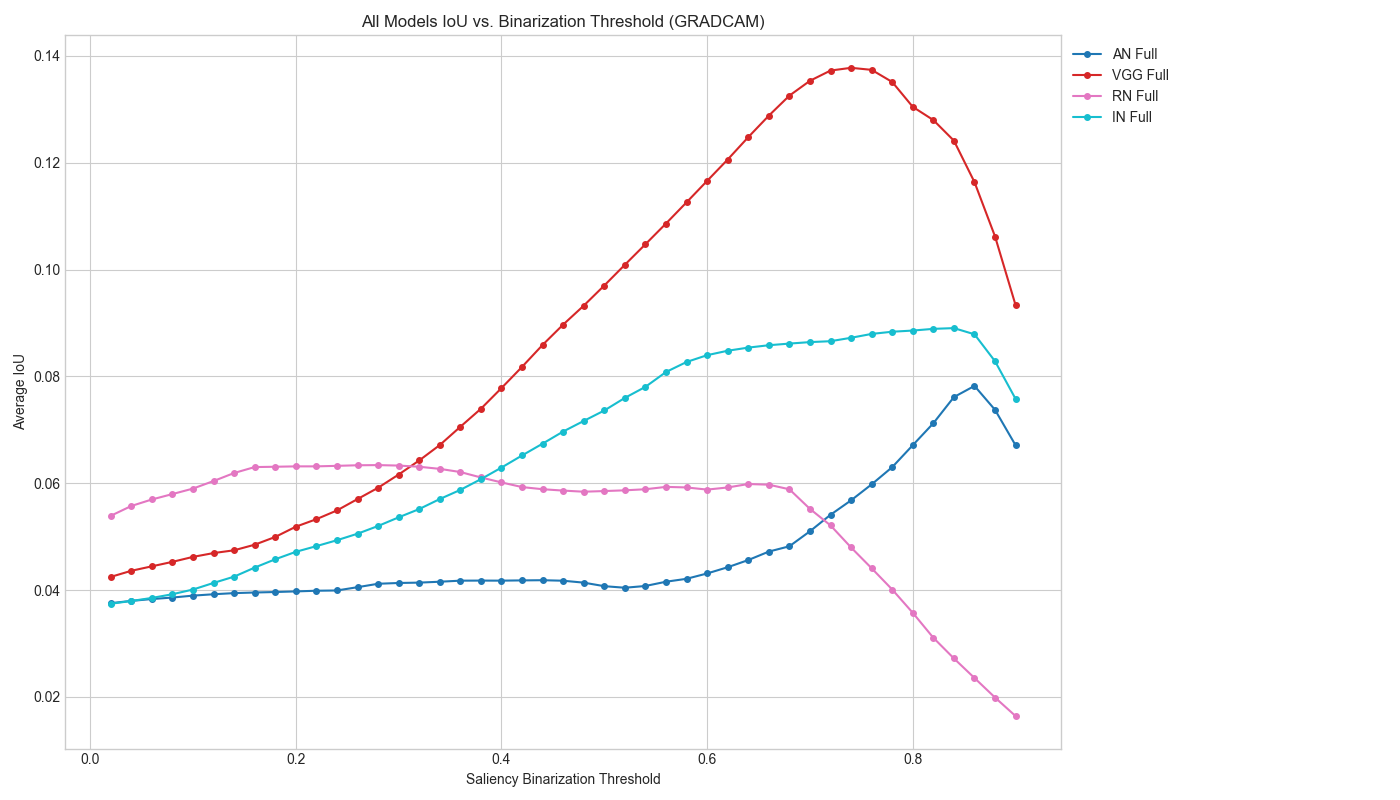 All Models IoU vs. Binarization Threshold (GRADCAM)
AN Full
VGG Full
RN Full
IN Full
Average IoU
0.14
0.12
0.10
0.08
0.06
0.04
0.02
0.0
0.2
0.4
0.6
0.8
Saliency Binarization Threshold